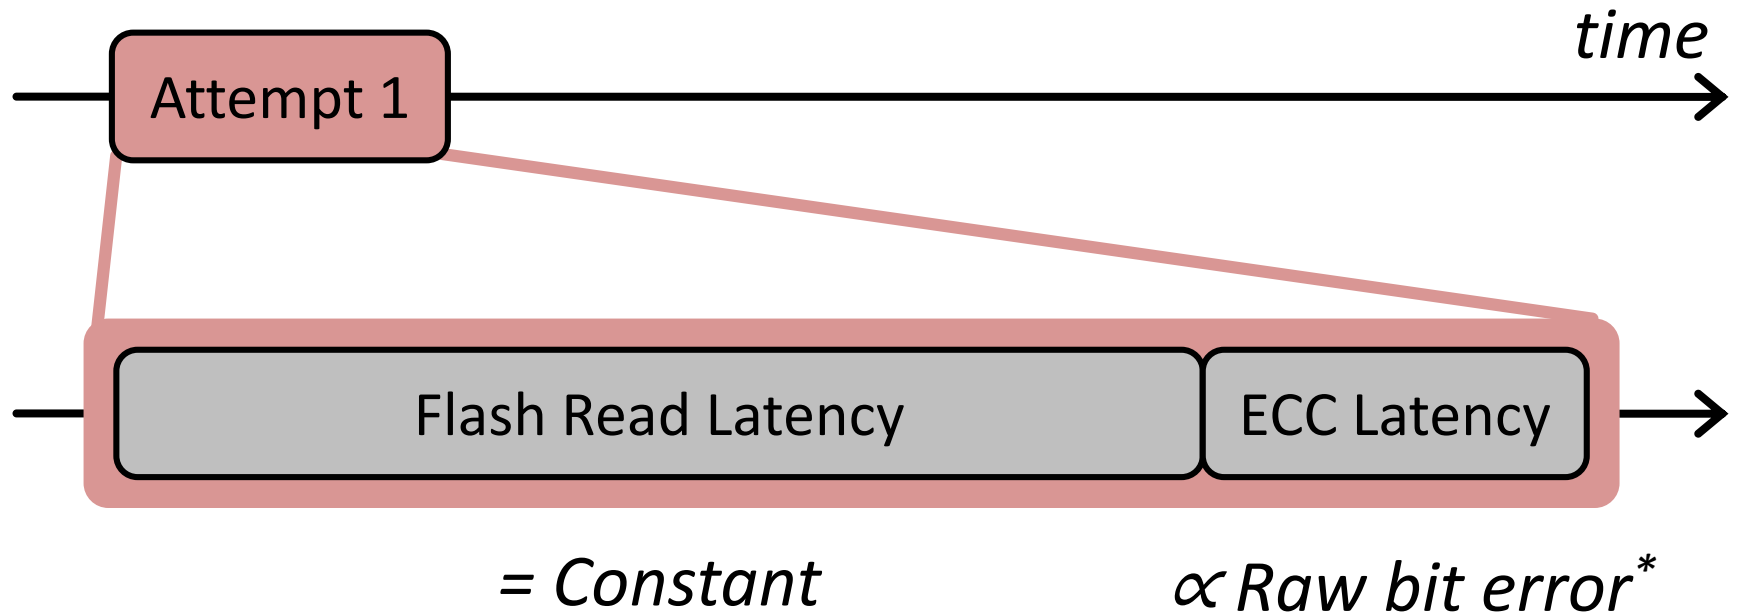 time
Attempt 1
Flash Read Latency
ECC Latency
= Constant
∝ Raw bit error*